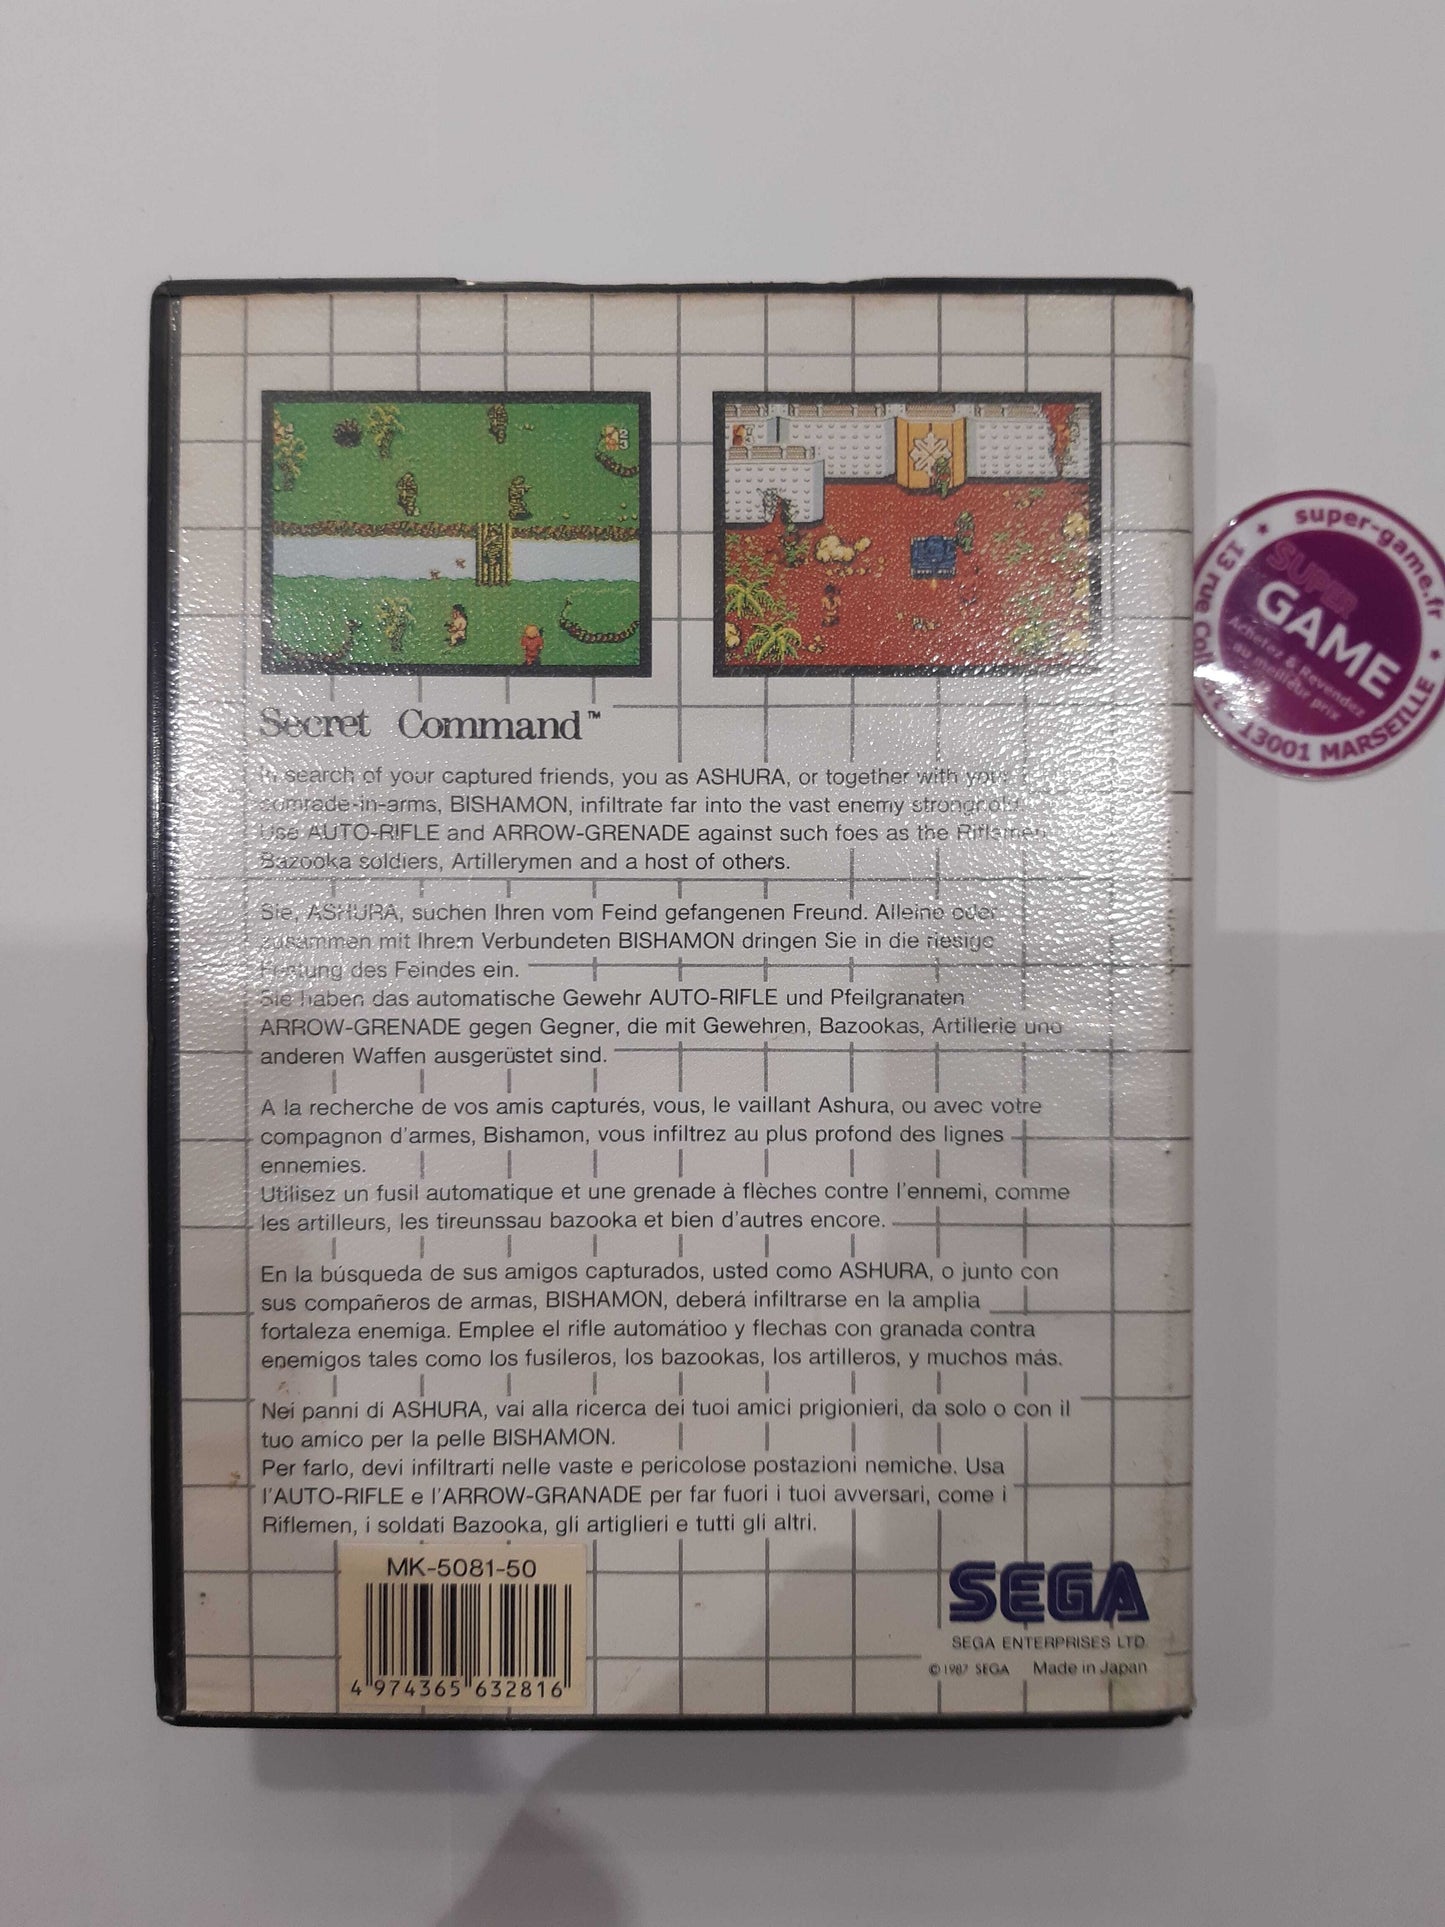 Secret Command™
In search of your captured friends, you as ASHURA, or together with your
comrade-in-arms, BISHAMON, infiltrate far into the vast enemy stronghold.
Use AUTO-RIFLE and ARROW-GRENADE against such foes as the Riflemen,
Bazooka soldiers, Artillerymen and a host of others.
Sie, ASHURA, suchen Ihren vom Feind gefangenen Freund. Alleine oder
zusammen mit Ihrem Verbundeten BISHAMON dringen Sie in die riesige
Festung des Feindes ein.
Sie haben das automatische Gewehr AUTO-RIFLE und Pfeilgranaten
ARROW-GRENADE gegen Gegner, die mit Gewehren, Bazookas, Artillerie und
anderen Waffen ausgerüstet sind.
A la recherche de vos amis capturés, vous, le vaillant Ashura, ou avec votre
compagnon d'armes, Bishamon, vous infiltrez au plus profond des lignes
ennemies.
Utilisez un fusil automatique et une grenade à flèches contre l'ennemi, comme
les artilleurs, les tireunssau bazooka et bien d'autres encore.
En la búsqueda de sus amigos capturados, usted como ASHURA, o junto con
sus compañeros de armas, BISHAMON, deberá infiltrarse en la amplia
fortaleza enemiga. Emplee el rifle automátioo y flechas con granada contra
enemigos tales como los fusileros, los bazookas, los artilleros, y muchos más.
Nei panni di ASHURA, vai alla ricerca dei tuoi amici prigionieri, da solo o con il
tuo amico per la pelle BISHAMON.
Per farlo, devi infiltrarti nelle vaste e pericolose postazioni nemiche. Usa
l'AUTO-RIFLE e l'ARROW-GRANADE per far fuori i tuoi avversari, come i
Riflemen, i soldati Bazooka, gli artiglieri e tutti gli altri.
MK-5081-50
4 974365 632816
SEGA
SEGA ENTERPRISES LTD.
©1987 SEGA Made in Japan
super-game.fr
SUPER
GAME
Achetez & Revendez
au meilleur prix
13 rue
13001 MARSEILLE